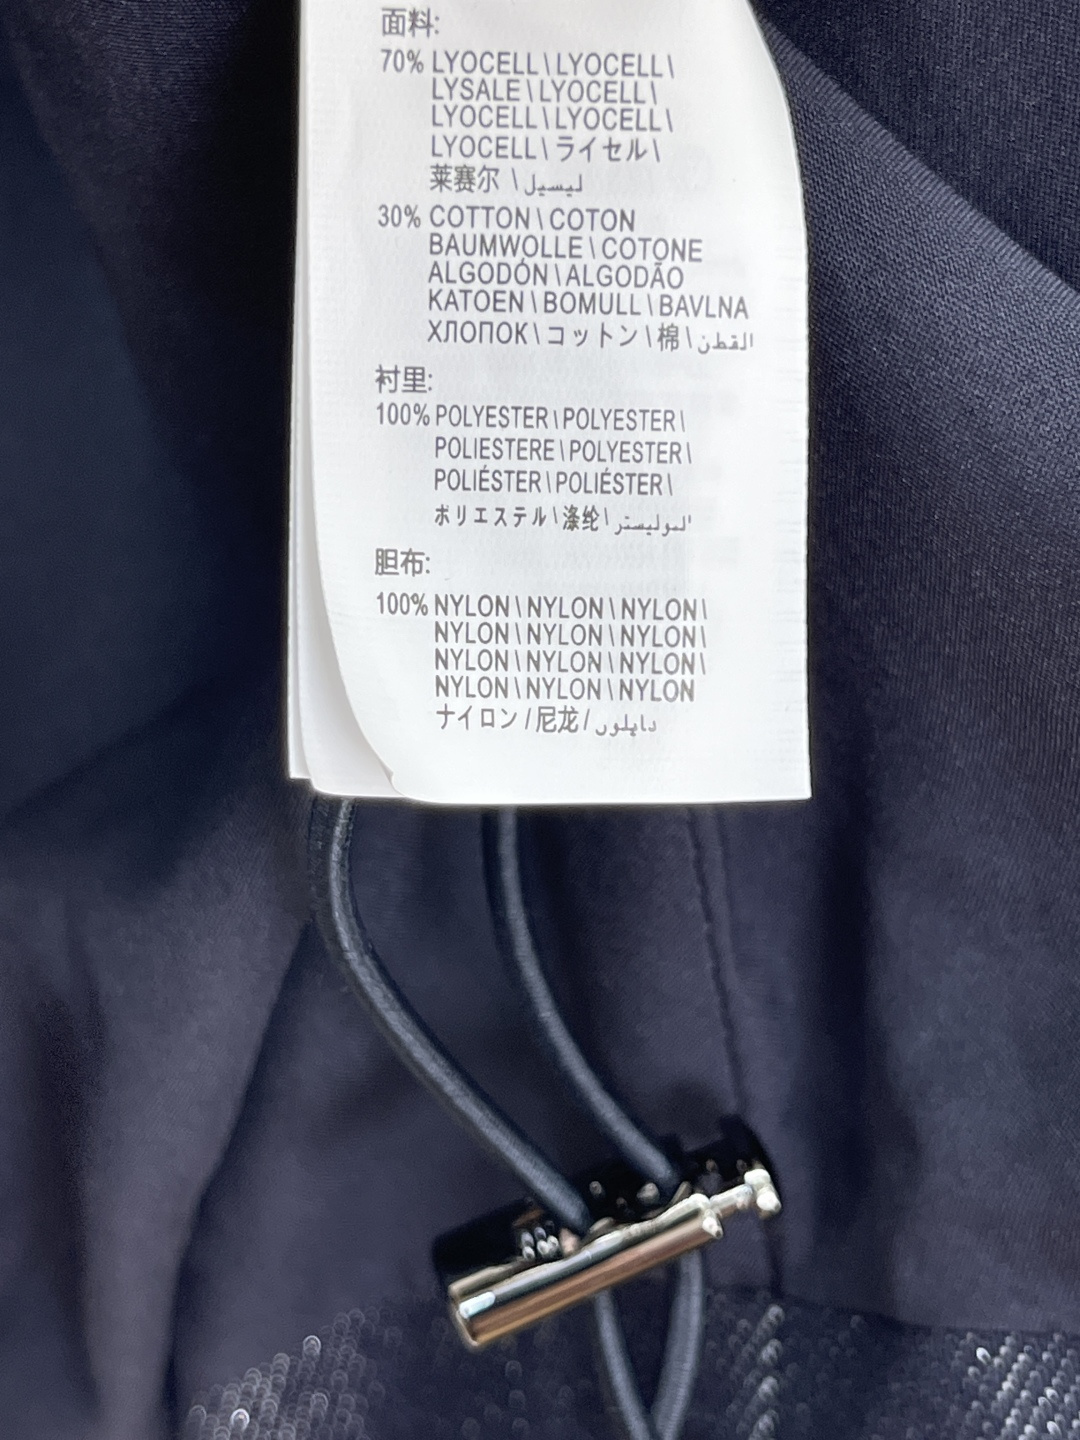 面料:
70% LYOCELL\LYOCELL\
LYSALE\LYOCELL\
LYOCELL\LYOCELL\
LYOCELL\ライセル\
莱赛尔 \ليسيل
30% COTTON\COTON
BAUMWOLLE\COTONE
ALGODÓN\ALGODÃO
KATOEN\BOMULL\BAVLNA
ХЛОПОК\コットン\棉\القطن
衬里:
100% POLYESTER\POLYESTER\
POLIESTERE\POLYESTER\
POLIÉSTER\POLIÉSTER\
ポリエステル\涤纶\البوليستر
胆布:
100% NYLON\NYLON\NYLON\
NYLON\NYLON\NYLON\
NYLON\NYLON\NYLON\
NYLON\NYLON\NYLON
ナイロン/尼龙/نايلون